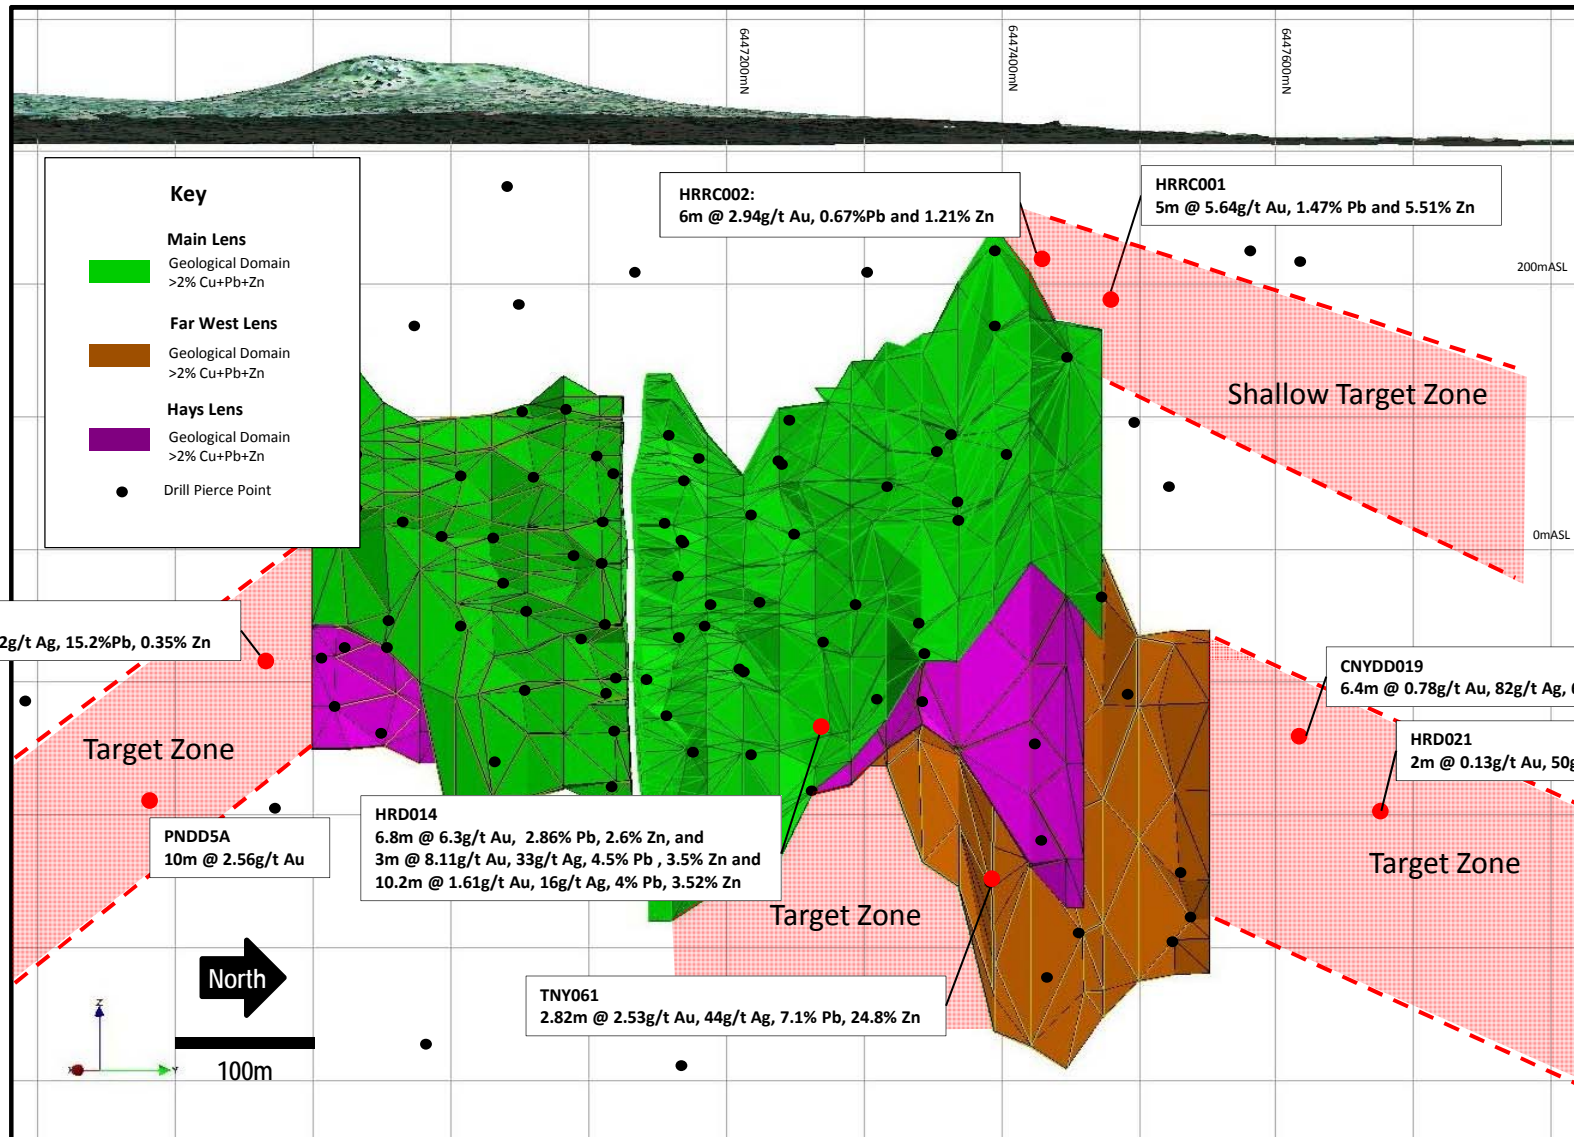 6447200mN
6447400mN
6447600mN
Key
Main Lens
Geological Domain
>2% Cu+Pb+Zn
Far West Lens
Geological Domain
>2% Cu+Pb+Zn
Hays Lens
Geological Domain
>2% Cu+Pb+Zn
Drill Pierce Point
HRRC002:
6m @ 2.94g/t Au, 0.67%Pb and 1.21% Zn
HRRC001
5m @ 5.64g/t Au, 1.47% Pb and 5.51% Zn
200mASL
Shallow Target Zone
0mASL
2g/t Ag, 15.2%Pb, 0.35% Zn
Target Zone
PNDD5A
10m @ 2.56g/t Au
HRD014
6.8m @ 6.3g/t Au, 2.86% Pb, 2.6% Zn, and
3m @ 8.11g/t Au, 33g/t Ag, 4.5% Pb , 3.5% Zn and
10.2m @ 1.61g/t Au, 16g/t Ag, 4% Pb, 3.52% Zn
CNYDD019
6.4m @ 0.78g/t Au, 82g/t Ag,
HRD021
2m @ 0.13g/t Au, 50g
Target Zone
Target Zone
TNY061
2.82m @ 2.53g/t Au, 44g/t Ag, 7.1% Pb, 24.8% Zn
North
Z
Y
100m